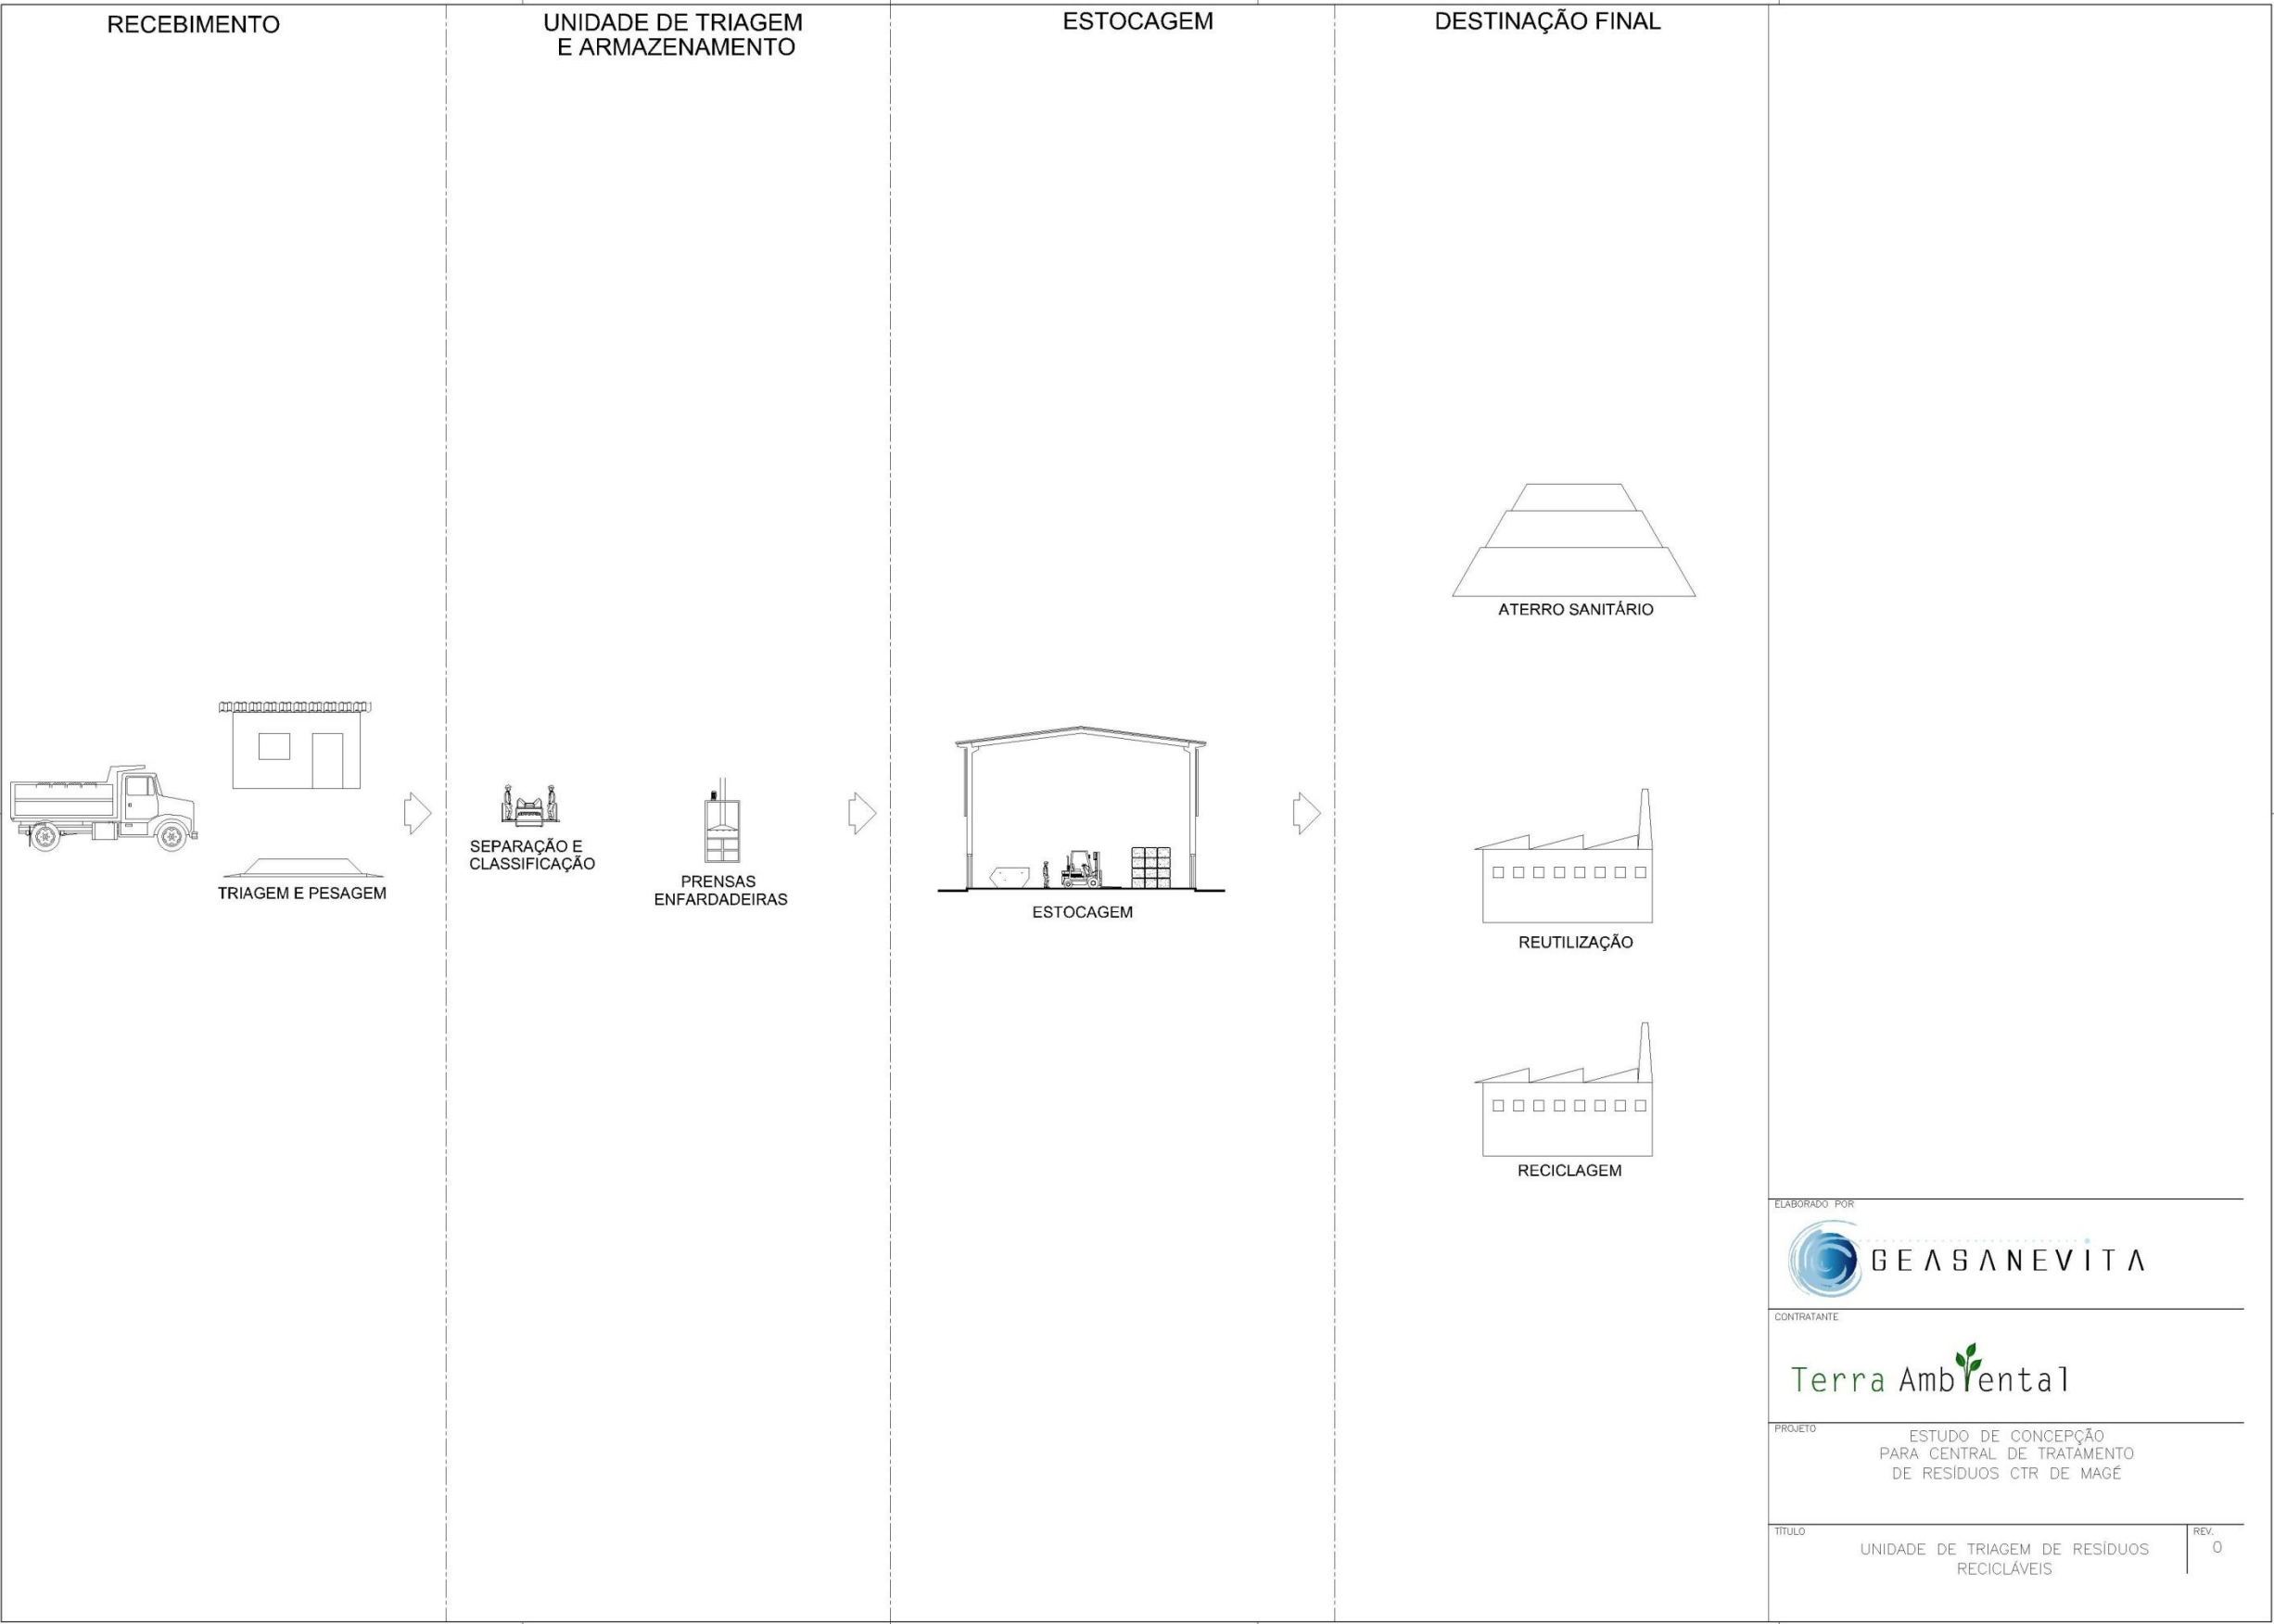 RECEBIMENTO
UNIDADE DE TRIAGEM
E ARMAZENAMENTO
ESTOCAGEM
DESTINAÇÃO FINAL
TRIAGEM E PESAGEM
SEPARAÇÃO E
CLASSIFICAÇÃO
PRENSAS
ENFARDADEIRAS
ESTOCAGEM
ATERRO SANITÁRIO
REUTILIZAÇÃO
RECICLAGEM
ELABORADO POR
GEASANEVITA
CONTRATANTE
Terra Ambiental
PROJETO
ESTUDO DE CONCEPÇÃO
PARA CENTRAL DE TRATAMENTO
DE RESÍDUOS CTR DE MAGÉ
TÍTULO
UNIDADE DE TRIAGEM DE RESÍDUOS
RECICLÁVEIS
REV.
0